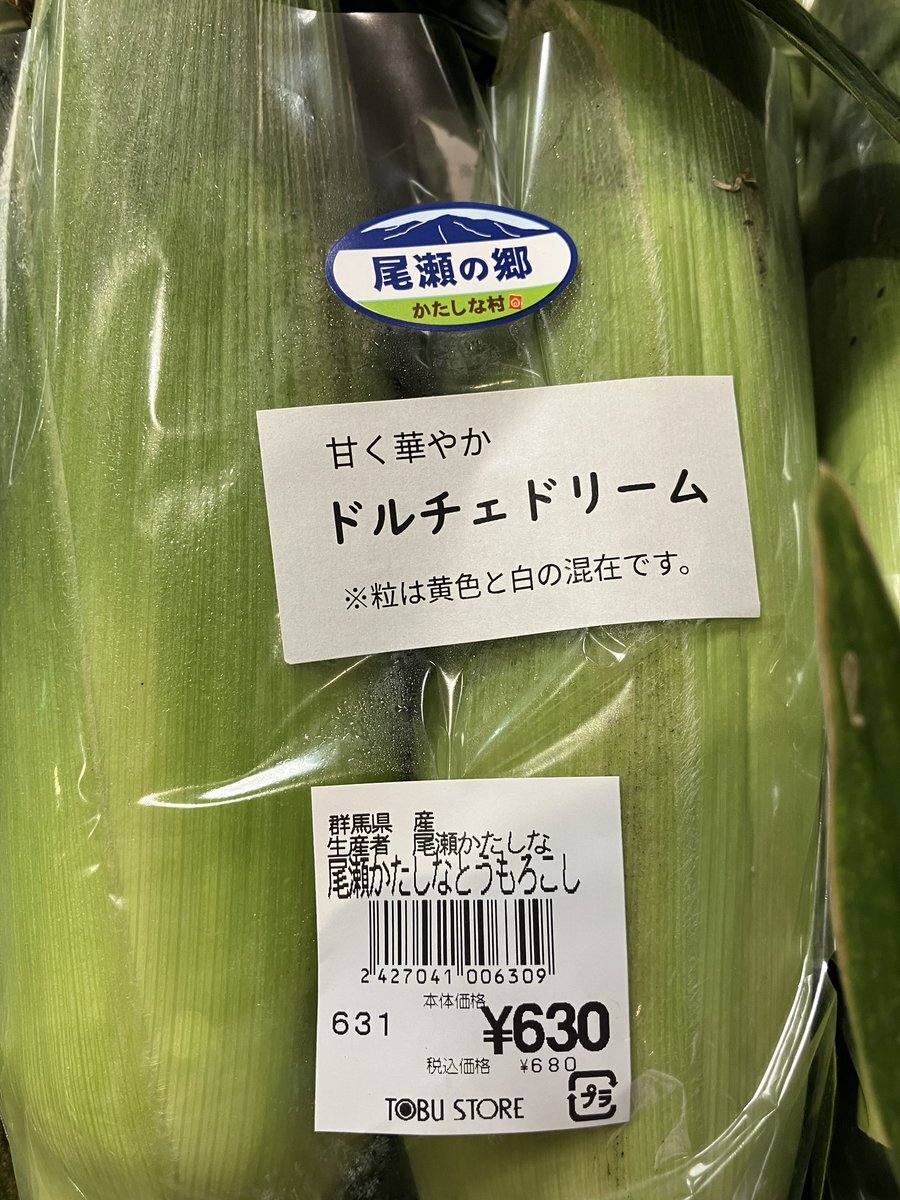 尾瀬の郷
かたしな村
甘く華やか
ドルチェドリーム
※粒は黄色と白の混在です。
群馬県 産
生産者 尾瀬かたしな
尾瀬かたしなとうもろこし
2 427041 006309
本体価格
631 ¥630
税込価格 ¥680
TOBU STORE
プラ